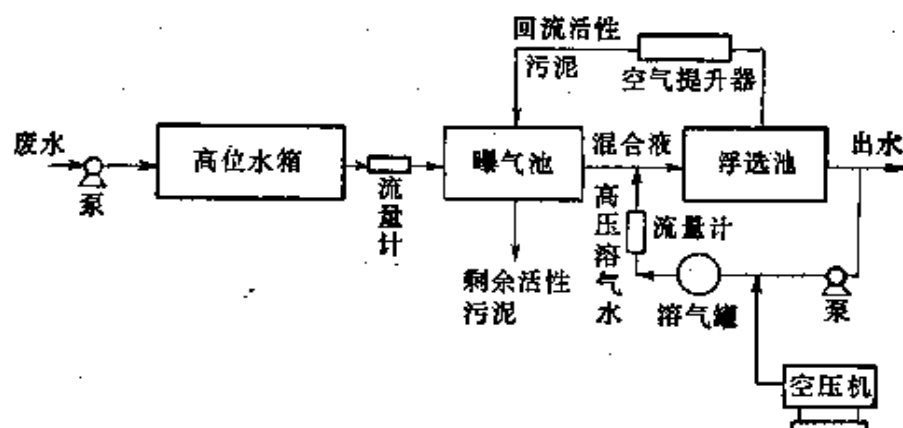 回流活性
污泥
空气提升器
废水
泵
高位水箱
流量计
曝气池
混合液
浮选池
出水
高压溶气水
流量计
剩余活性
污泥
溶气罐
泵
空压机